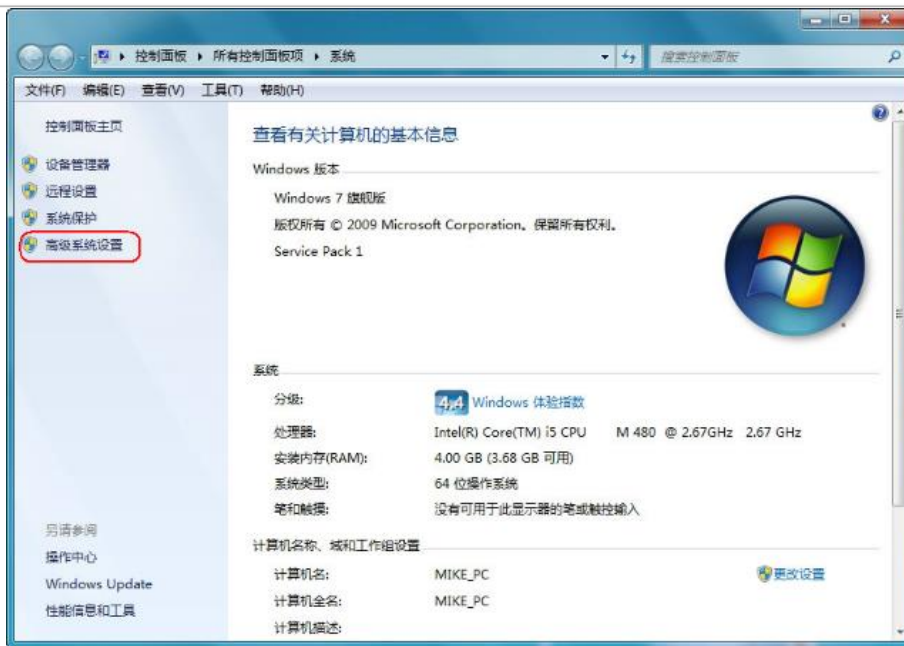 控制面板 ▸ 所有控制面板项 ▸ 系统
搜索控制面板
文件(F) 编辑(E) 查看(V) 工具(T) 帮助(H)
控制面板主页
设备管理器
远程设置
系统保护
高级系统设置
查看有关计算机的基本信息
Windows 版本
Windows 7 旗舰版
版权所有 © 2009 Microsoft Corporation。保留所有权利。
Service Pack 1
系统
分级: 4.4 Windows 体验指数
处理器: Intel(R) Core(TM) i5 CPU M 480 @ 2.67GHz 2.67 GHz
安装内存(RAM): 4.00 GB (3.68 GB 可用)
系统类型: 64 位操作系统
笔和触摸: 没有可用于此显示器的笔或触控输入
计算机名称、域和工作组设置
计算机名: MIKE_PC 更改设置
计算机全名: MIKE_PC
计算机描述:
另请参阅
操作中心
Windows Update
性能信息和工具